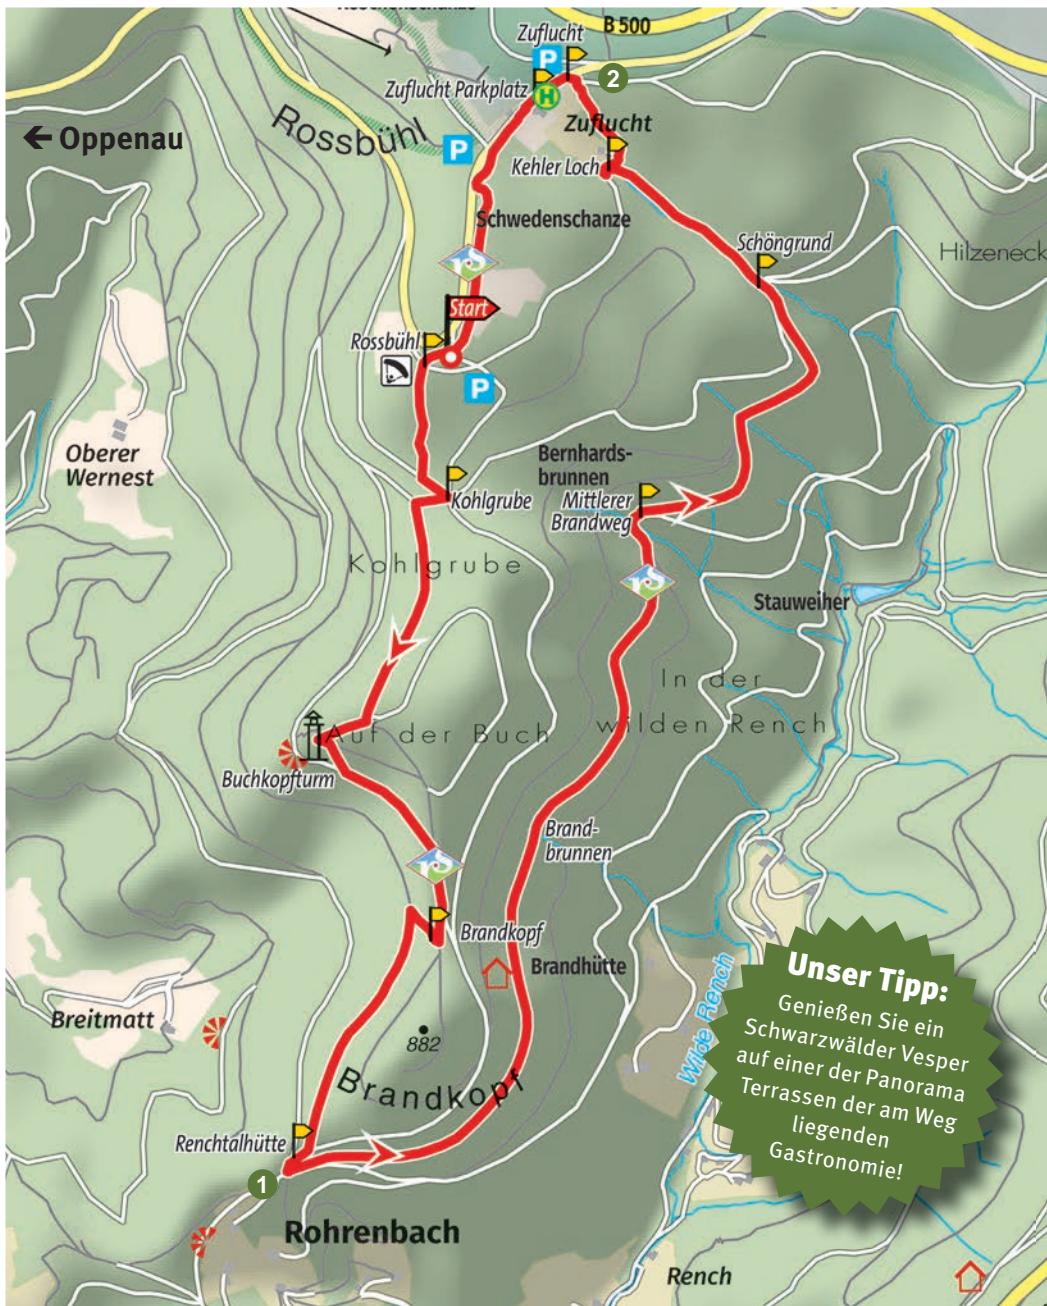 Zuflucht
B 500
P
Zuflucht Parkplatz
H
2
Rossbühl
← Oppenau
P
Zuflucht
Kehler Loch
Schwedenschanze
Schöngrund
Hilzeneck
Start
Rossbühl
P
Oberer
Wernest
Bernhards-
brunnen
Kohlgrube
Mittlerer
Brandweg
Kohlgrube
Stauweiher
In der
wilden Rench
Auf der Buch
Buchkopfturm
Brand-
brunnen
Brandkopf
Brandhütte
Wilde Rench
Unser Tipp:
Genießen Sie ein
Schwarzwälder Vesper
auf einer der Panorama
Terrassen der am Weg
liegenden
Gastronomie!
Breitmatt
882
Brandkopf
Renchtalhütte
1
Rohrenbach
Rench